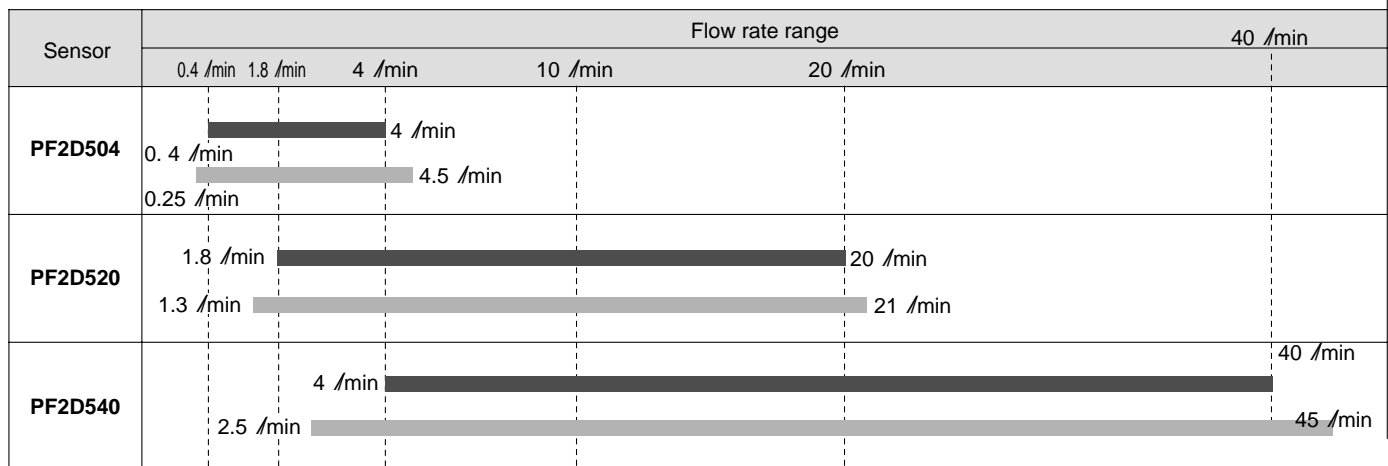 Sensor
Flow rate range
0.4 l/min 1.8 l/min 4 l/min 10 l/min 20 l/min 40 l/min
PF2D504
4 l/min
0. 4 l/min
4.5 l/min
0.25 l/min
PF2D520
1.8 l/min 20 l/min
1.3 l/min 21 l/min
PF2D540
40 l/min
4 l/min
2.5 l/min 45 l/min